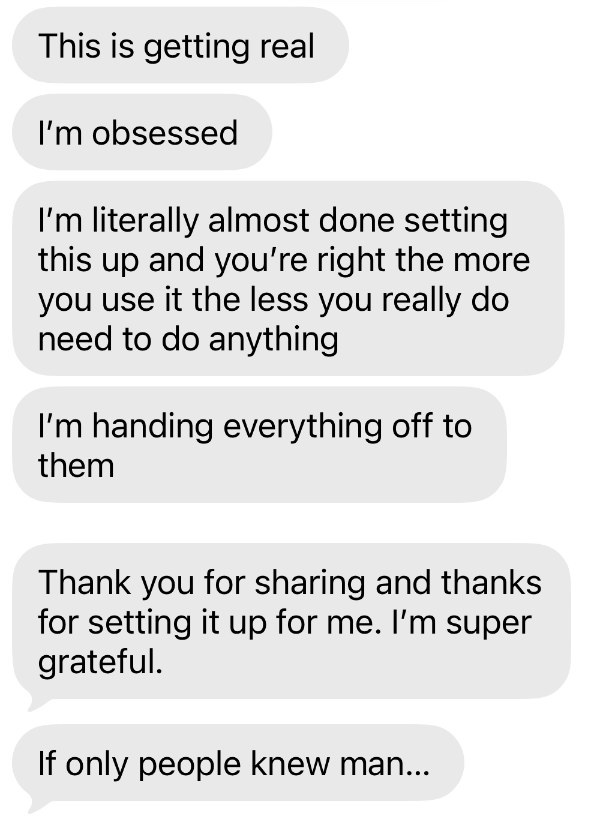 This is getting real
I’m obsessed
I’m literally almost done setting
this up and you’re right the more
you use it the less you really do
need to do anything
I’m handing everything off to
them
Thank you for sharing and thanks
for setting it up for me. I’m super
grateful.
If only people knew man...